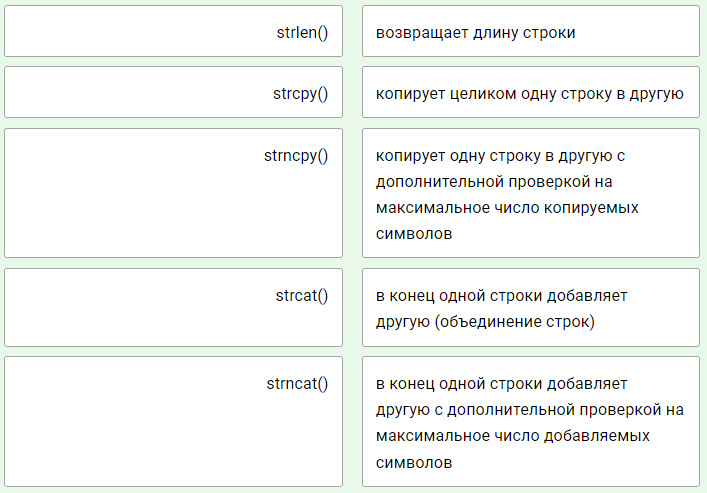 strlen()
возвращает длину строки
strcpy()
копирует целиком одну строку в другую
strncpy()
копирует одну строку в другую с
дополнительной проверкой на
максимальное число копируемых
символов
strcat()
в конец одной строки добавляет
другую (объединение строк)
strncat()
в конец одной строки добавляет
другую с дополнительной проверкой на
максимальное число добавляемых
символов